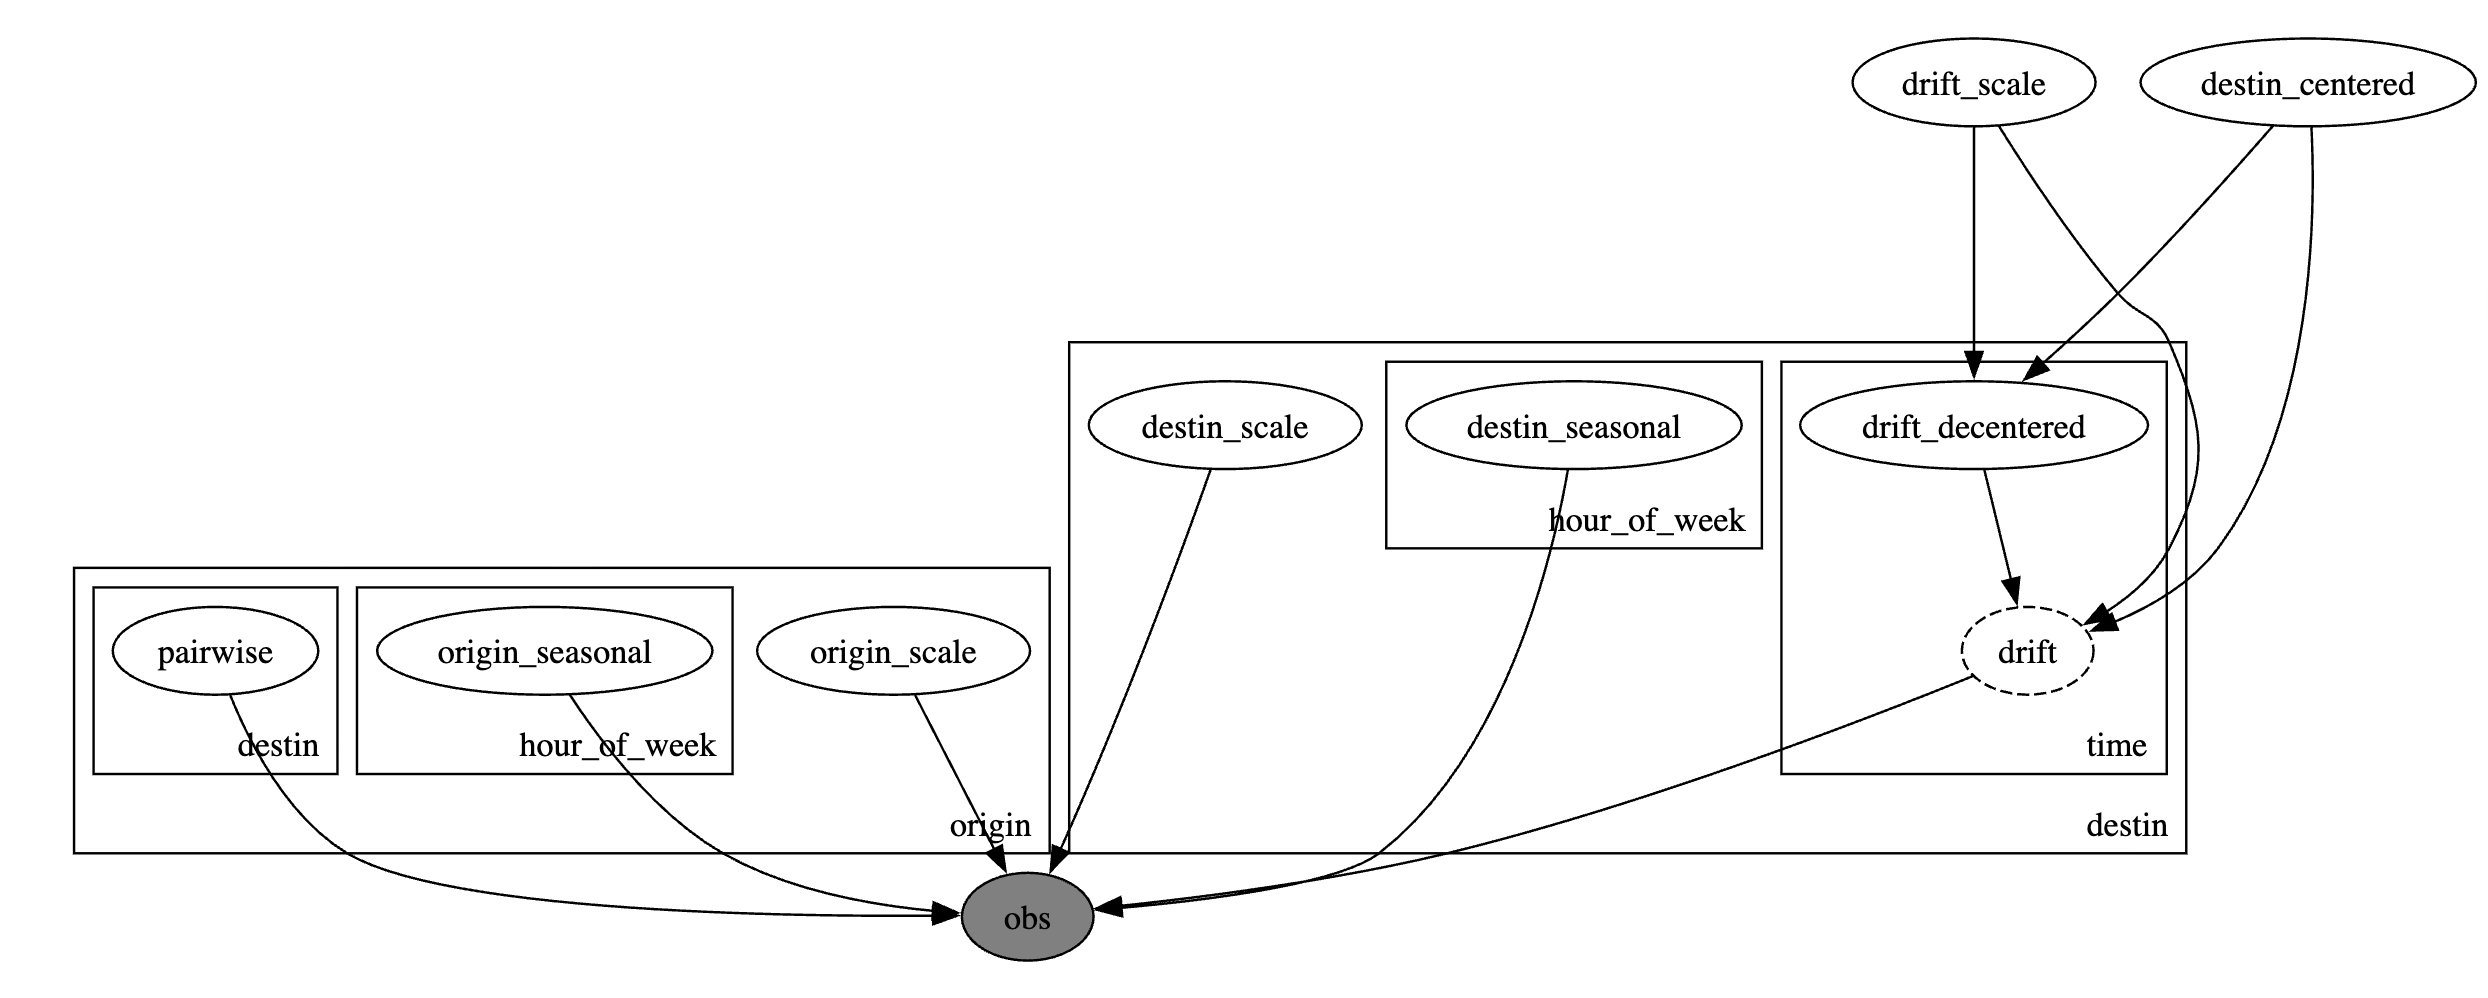 drift_scale
destin_centered
destin_scale
destin_seasonal
drift_decentered
hour_of_week
pairwise
origin_seasonal
origin_scale
drift
destin
hour_of_week
time
origin
destin
obs